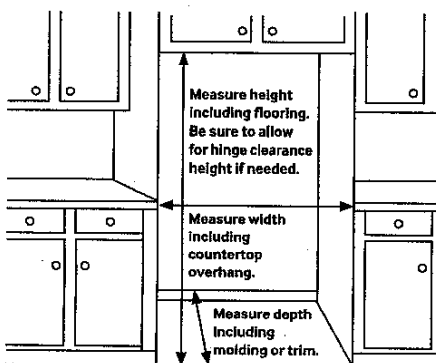 Measure height
including flooring.
Be sure to allow
for hinge clearance
height if needed.
Measure width
including
countertop
overhang.
Measure depth
including
molding or trim.